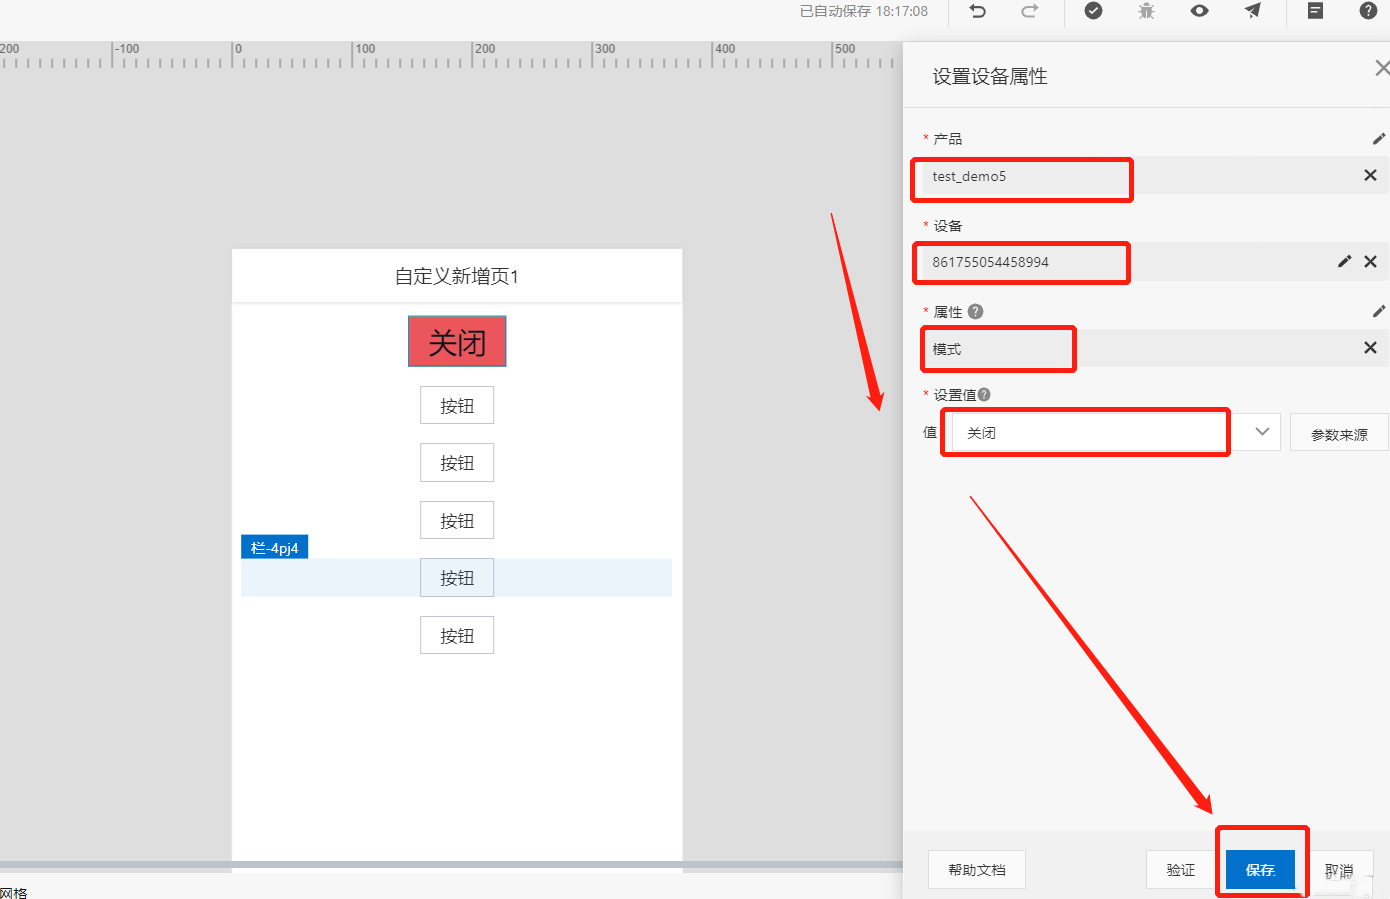 已自动保存 18:17:08
200 -100 0 100 200 300 400 500
设置设备属性
* 产品
test_demo5
* 设备
861755054458994
* 属性 ?
模式
* 设置值 ?
值 关闭 参数来源
自定义新增页1
关闭
按钮
按钮
按钮
栏-4pj4
按钮
按钮
帮助文档 验证 保存 取消
网格